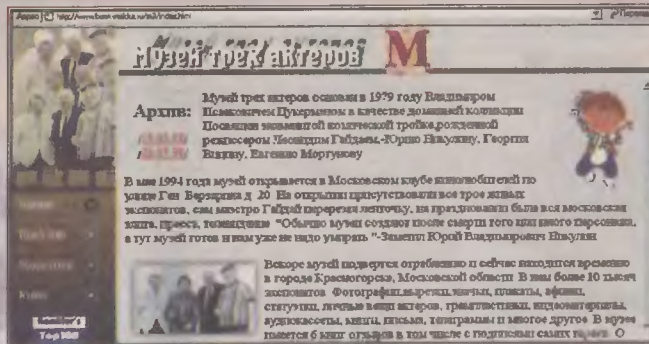 Музей трех актеров М
Архив:
Музей трех актеров основан в 1979 году Владимиром
Исааковичем Цукерманом в качестве домашней коллекции
Посвящен знаменитой комической тройке,рожденной
режиссером Леонидом Гайдаем,-Юрию Никулину, Георгия
Вицину, Евгению Моргунову
В мае 1994 года музей открывается в Московском клубе кинолюбителей по
улице Ген Берзарина д 20 На открытии присутствовали все трое живых
экспонатов, сам маэстро Гайдай перерезал ленточку, на праздновании была вся московская
элита, пресса, телевидение "Обычно музеи создают после смерти того или иного персонажа,
а тут музей готов и нам уже не надо умирать "-Заметил Юрий Владимирович Никулин
Вскоре музей подвергся ограблению и сейчас находится временно
в городе Красногорске, Московской области В нем более 10 тысяч
экспонатов Фотографии,вырезки,значки, плакаты, афиши,
статуэтки, личные вещи актеров, грампластинки, видеоматериалы,
аудиокассеты, книги, письма, телеграммы и многое другое В музее
имеется 6 книг отзывов в том числе с подписями самих О
Top100